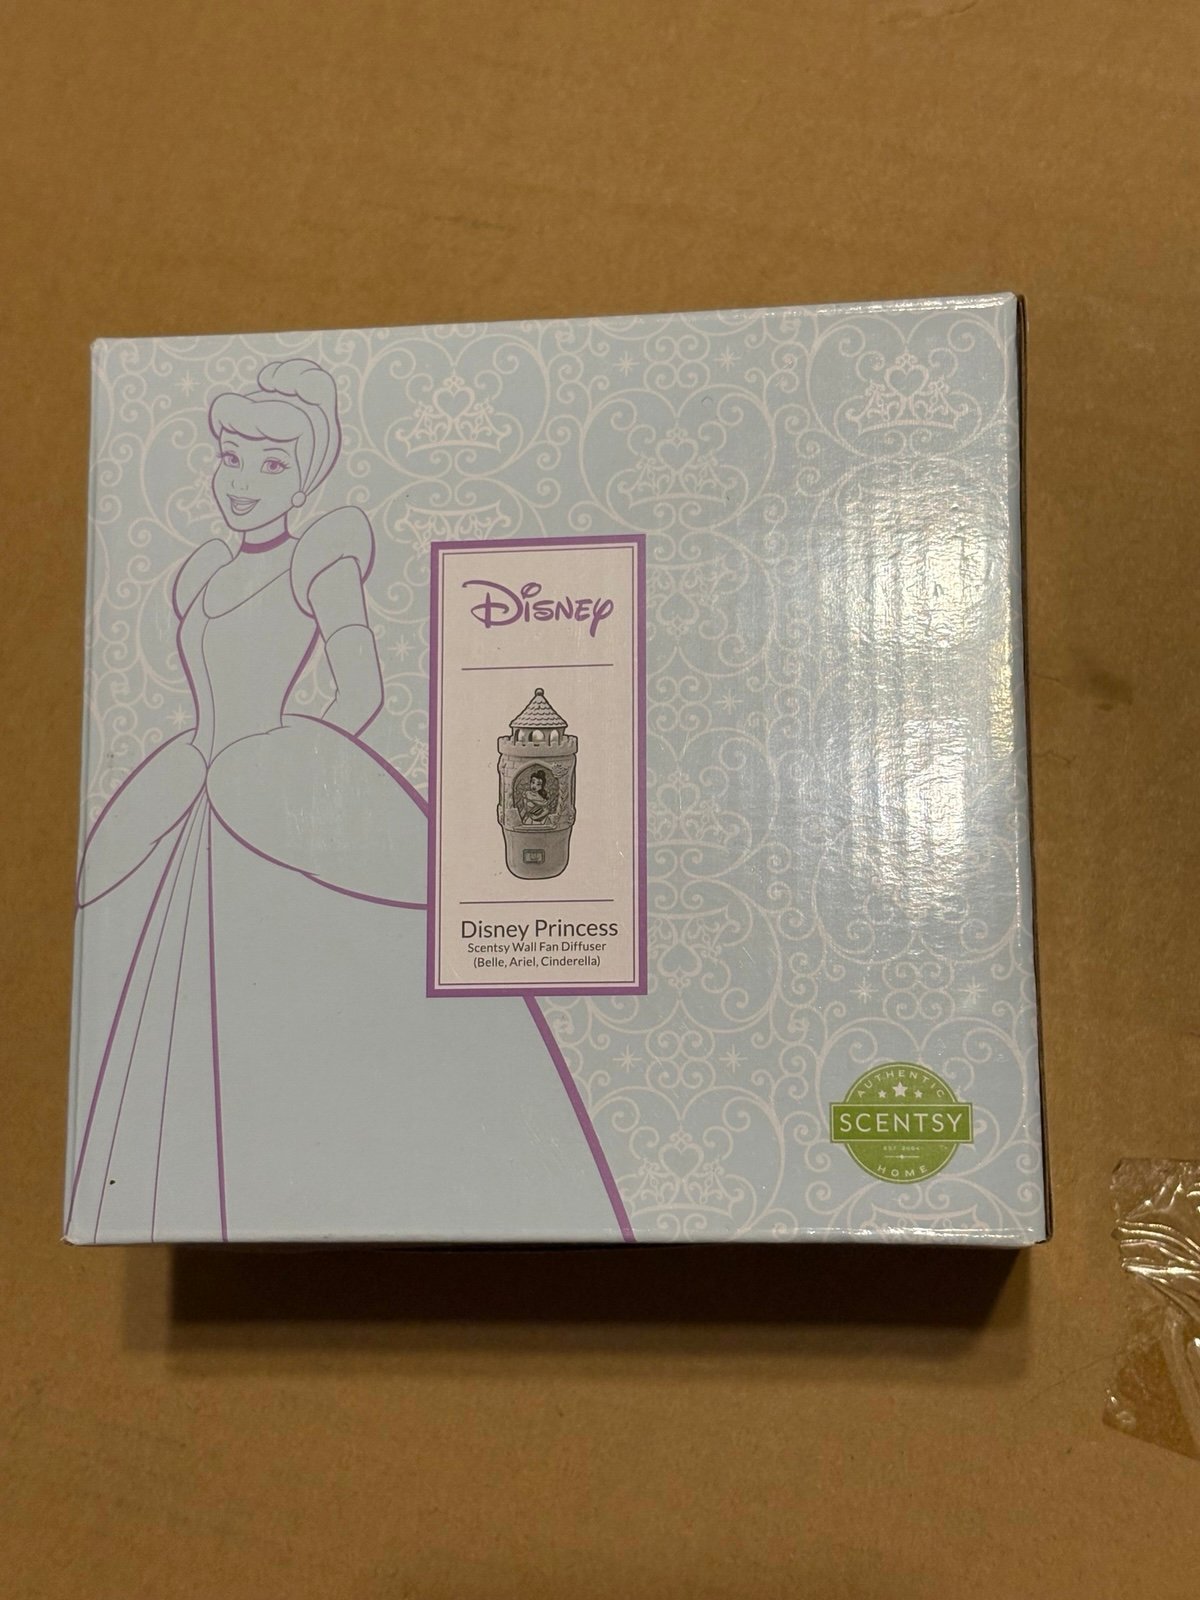 Disney
Disney Princess
Scentsy Wall Fan Diffuser
(Belle, Ariel, Cinderella)
AUTHENTIC
SCENTSY
EST 2004
HOME